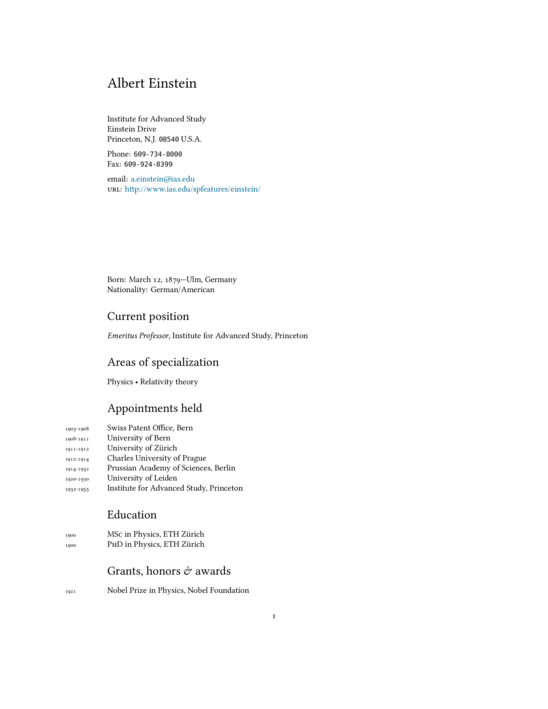 Albert Einstein
Institute for Advanced Study
Einstein Drive
Princeton, N.J. 08540 U.S.A.
Phone: 609-734-8000
Fax: 609-924-8399
email: a.einstein@ias.edu
URL: http://www.ias.edu/spfeatures/einstein/
Born: March 12, 1879—Ulm, Germany
Nationality: German/American
Current position
Emeritus Professor, Institute for Advanced Study, Princeton
Areas of specialization
Physics • Relativity theory
Appointments held
1903-1908 Swiss Patent Office, Bern
1908-1911 University of Bern
1911-1912 University of Zürich
1912-1914 Charles University of Prague
1914-1932 Prussian Academy of Sciences, Berlin
1920-1930 University of Leiden
1932-1955 Institute for Advanced Study, Princeton
Education
1900 MSc in Physics, ETH Zürich
1900 PhD in Physics, ETH Zürich
Grants, honors & awards
1921 Nobel Prize in Physics, Nobel Foundation
1